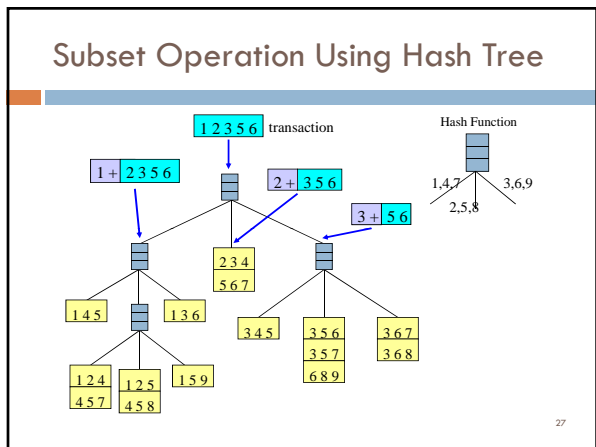 Subset Operation Using Hash Tree
1 2 3 5 6 transaction
Hash Function
1 + 2 3 5 6
2 + 3 5 6
1,4,7
3,6,9
2,5,8
3 + 5 6
2 3 4
5 6 7
1 4 5
1 3 6
3 4 5
3 5 6
3 5 7
6 8 9
3 6 7
3 6 8
1 2 4
4 5 7
1 2 5
4 5 8
1 5 9
27